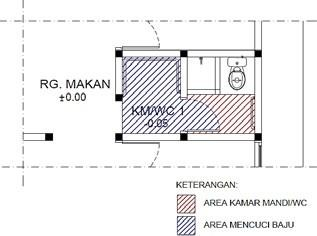 RG. MAKAN
±0.00
KM/WC 1
-0.05
KETERANGAN:
AREA KAMAR MANDI/WC
AREA MENCUCI BAJU